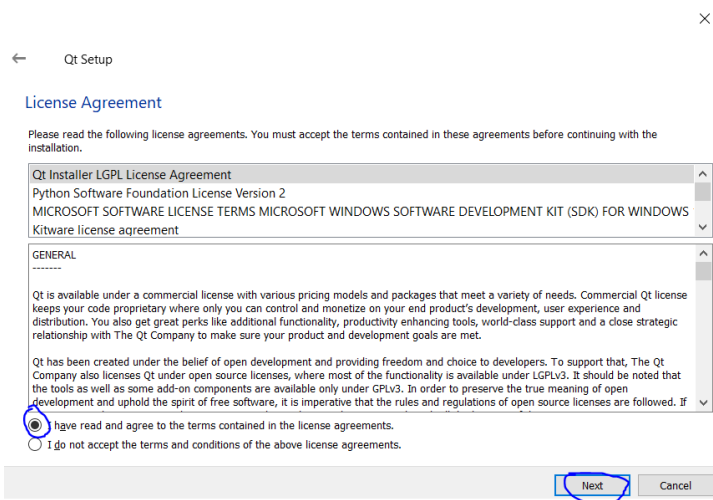 Qt Setup
License Agreement
Please read the following license agreements. You must accept the terms contained in these agreements before continuing with the
installation.
Qt Installer LGPL License Agreement
Python Software Foundation License Version 2
MICROSOFT SOFTWARE LICENSE TERMS MICROSOFT WINDOWS SOFTWARE DEVELOPMENT KIT (SDK) FOR WINDOWS
Kitware license agreement
GENERAL
-------
Qt is available under a commercial license with various pricing models and packages that meet a variety of needs. Commercial Qt license
keeps your code proprietary where only you can control and monetize on your end product's development, user experience and
distribution. You also get great perks like additional functionality, productivity enhancing tools, world-class support and a close strategic
relationship with The Qt Company to make sure your product and development goals are met.
Qt has been created under the belief of open development and providing freedom and choice to developers. To support that, The Qt
Company also licenses Qt under open source licenses, where most of the functionality is available under LGPLv3. It should be noted that
the tools as well as some add-on components are available only under GPLv3. In order to preserve the true meaning of open
development and uphold the spirit of free software, it is imperative that the rules and regulations of open source licenses are followed. If
I have read and agree to the terms contained in the license agreements.
I do not accept the terms and conditions of the above license agreements.
Next
Cancel